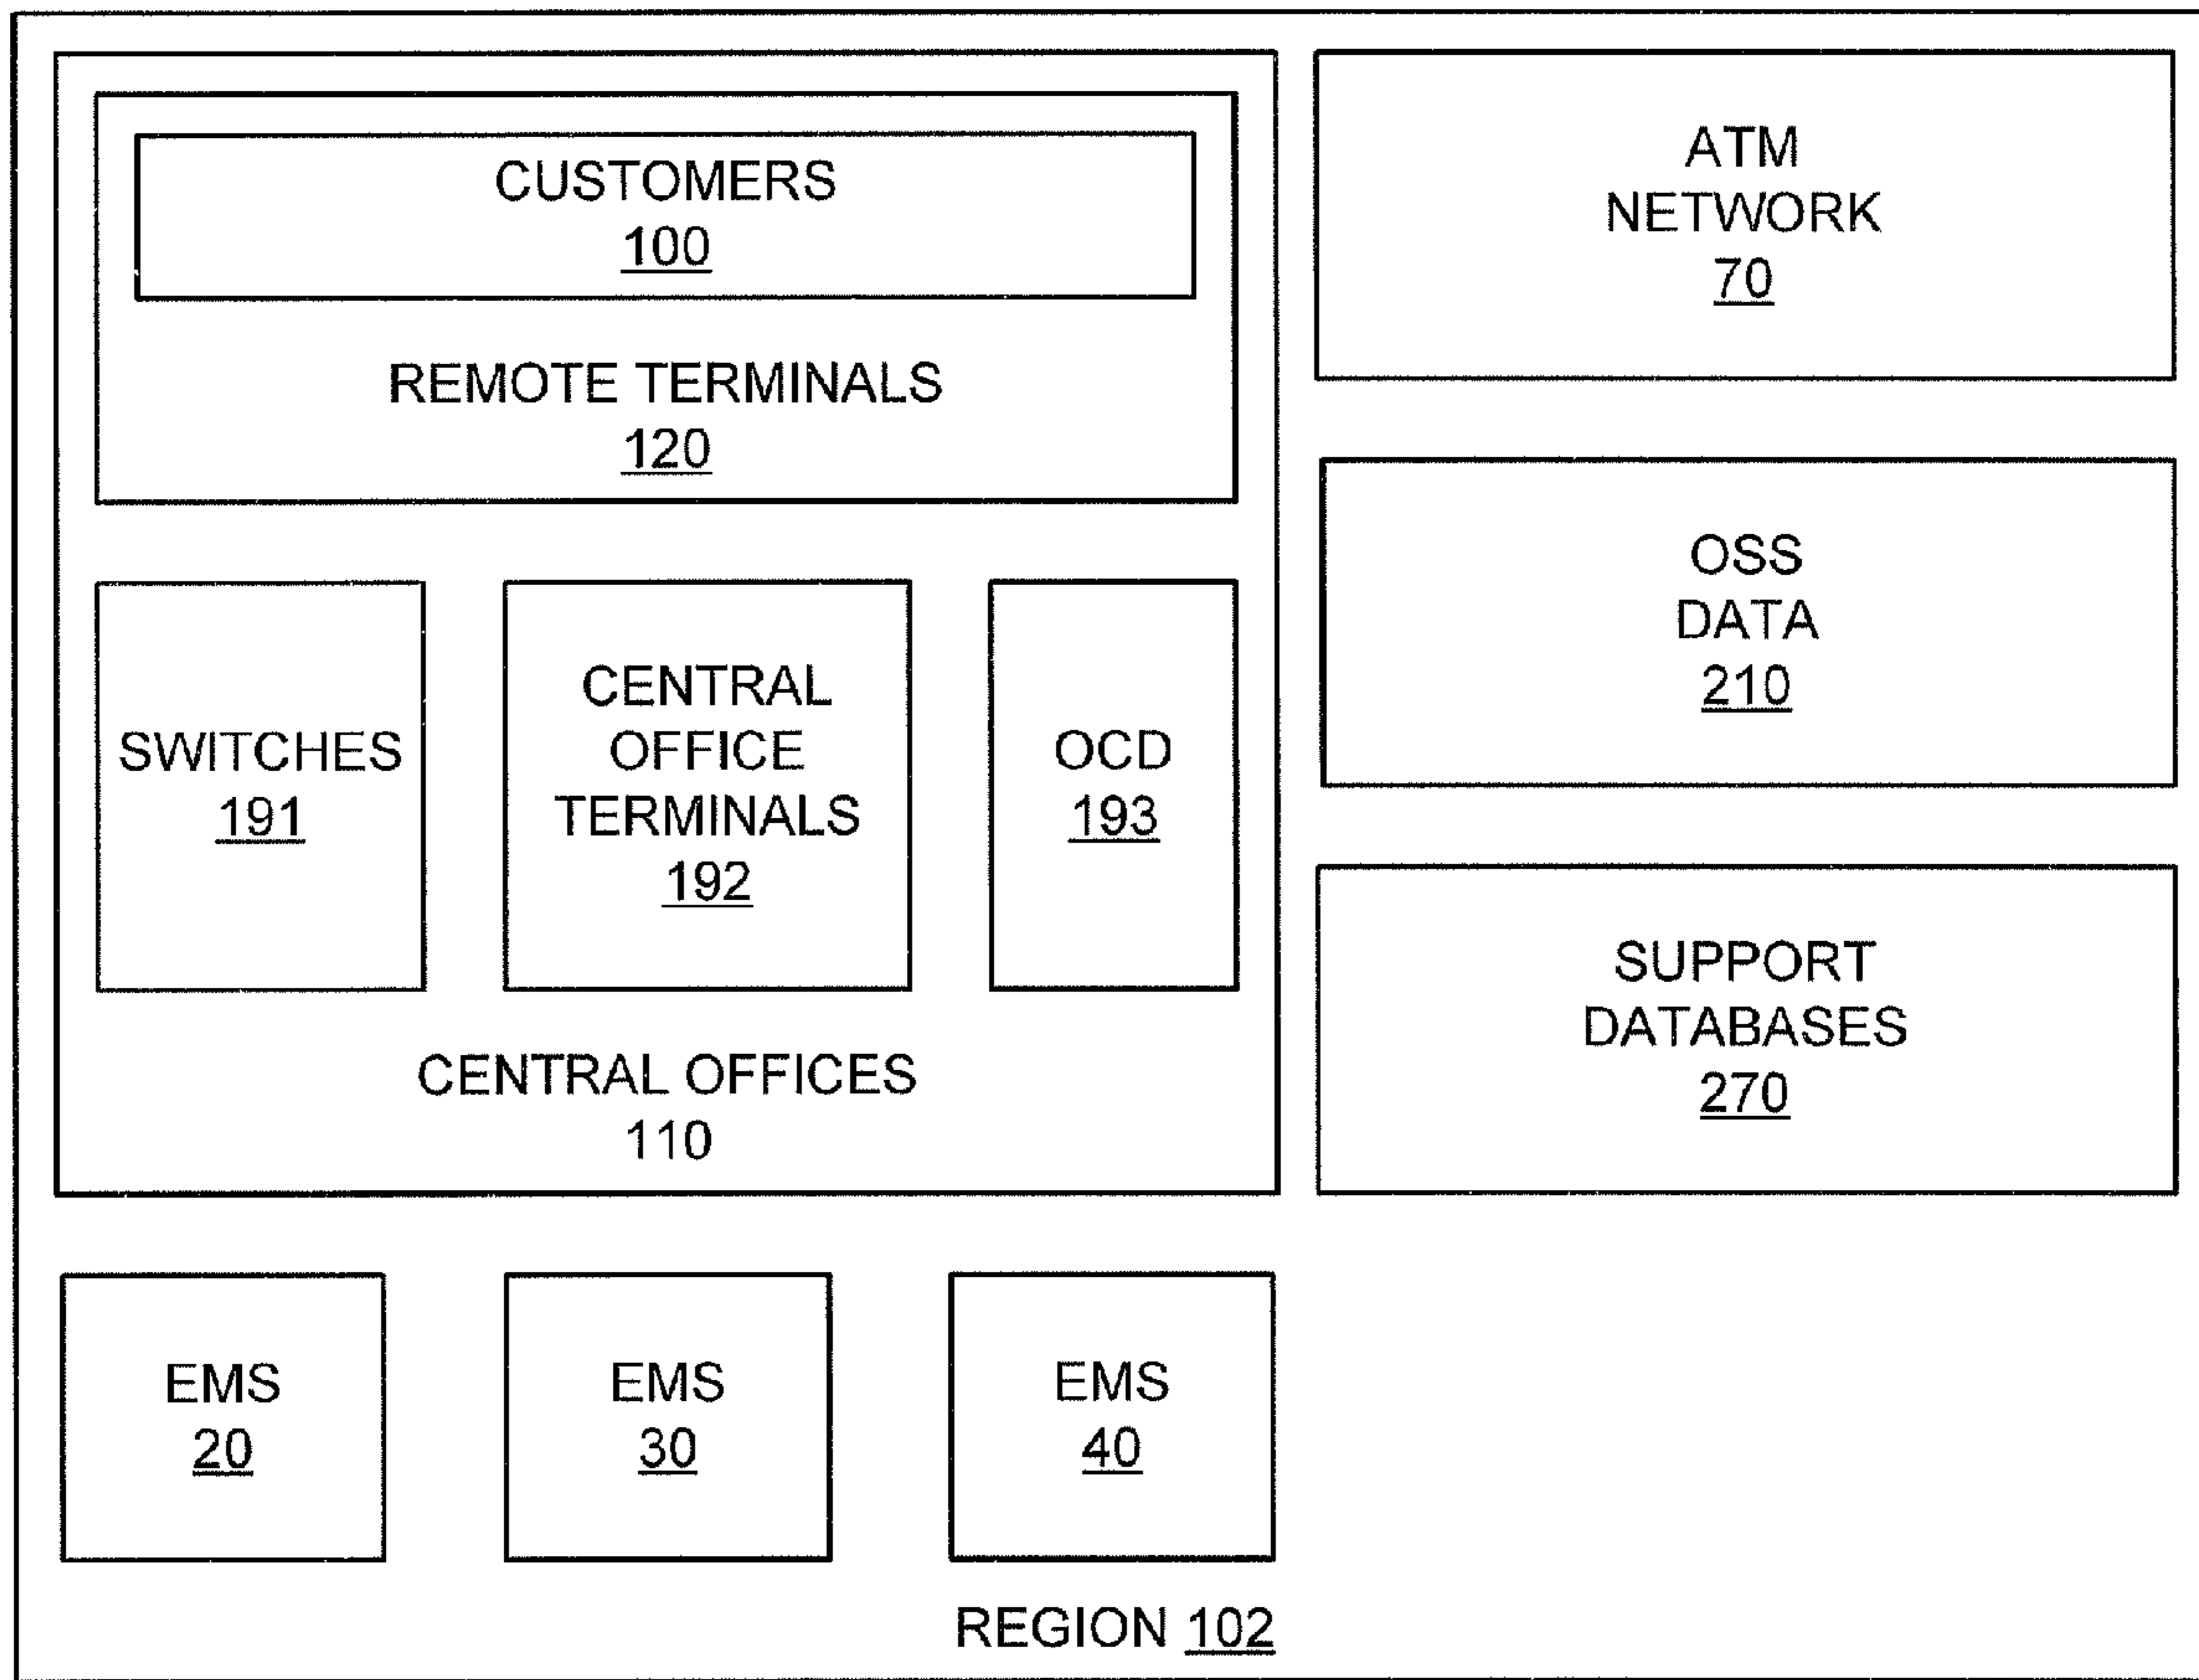 CUSTOMERS
100
REMOTE TERMINALS
120
SWITCHES
191
CENTRAL
OFFICE
TERMINALS
192
OCD
193
CENTRAL OFFICES
110
ATM
NETWORK
70
OSS
DATA
210
SUPPORT
DATABASES
270
EMS
20
EMS
30
EMS
40
REGION 102